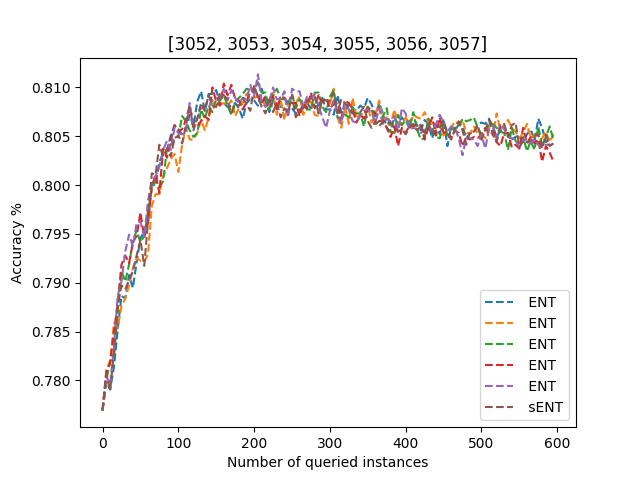 [3052, 3053, 3054, 3055, 3056, 3057]
0.810
0.805
0.800
0.795
0.790
0.785
0.780
Accuracy %
ENT
ENT
ENT
ENT
ENT
sENT
0 100 200 300 400 500 600
Number of queried instances